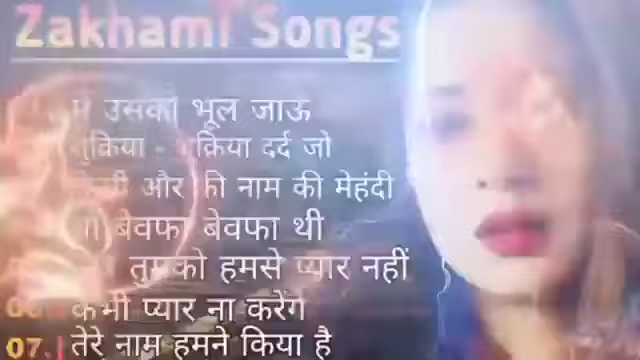 Zakhami Songs
उसको भूल जाऊ
दर्द जो
और की नाम की मेहंदी
बेवफा बेवफा थी
तुमको हमसे प्यार नहीं
कभी प्यार ना करेंगे
07. तेरे नाम हमने किया है